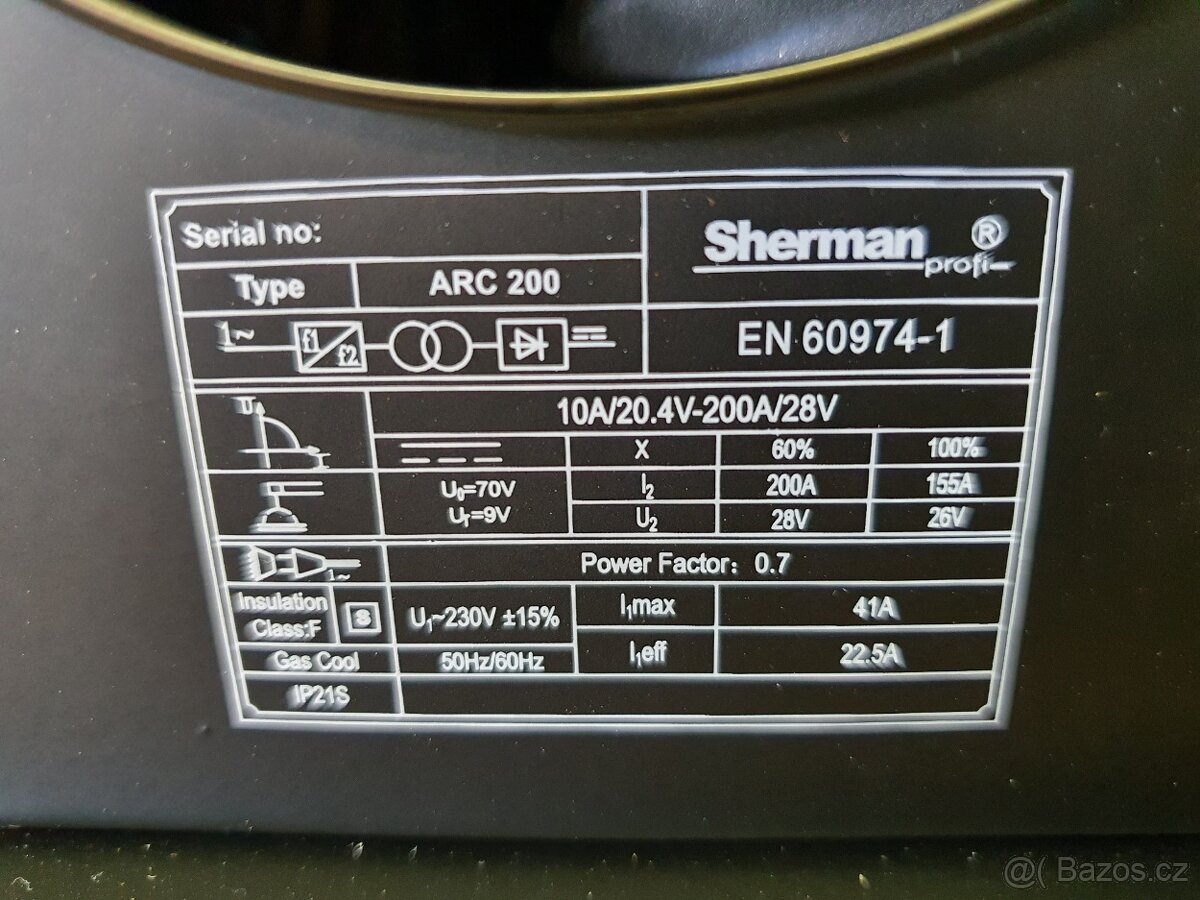 Serial no:
Sherman ®
profi
Type ARC 200
1~ f1 f2
EN 60974-1
U 10A/20.4V-200A/28V
X 60% 100%
I
U₀=70V I₂ 200A 155A
Uᵣ=9V U₂ 28V 26V
1~ Power Factor: 0.7
Insulation Class:F S U₁~230V ±15% I₁max 41A
Gas Cool 50Hz/60Hz I₁eff 22.5A
IP21S
@( Bazoš.cz